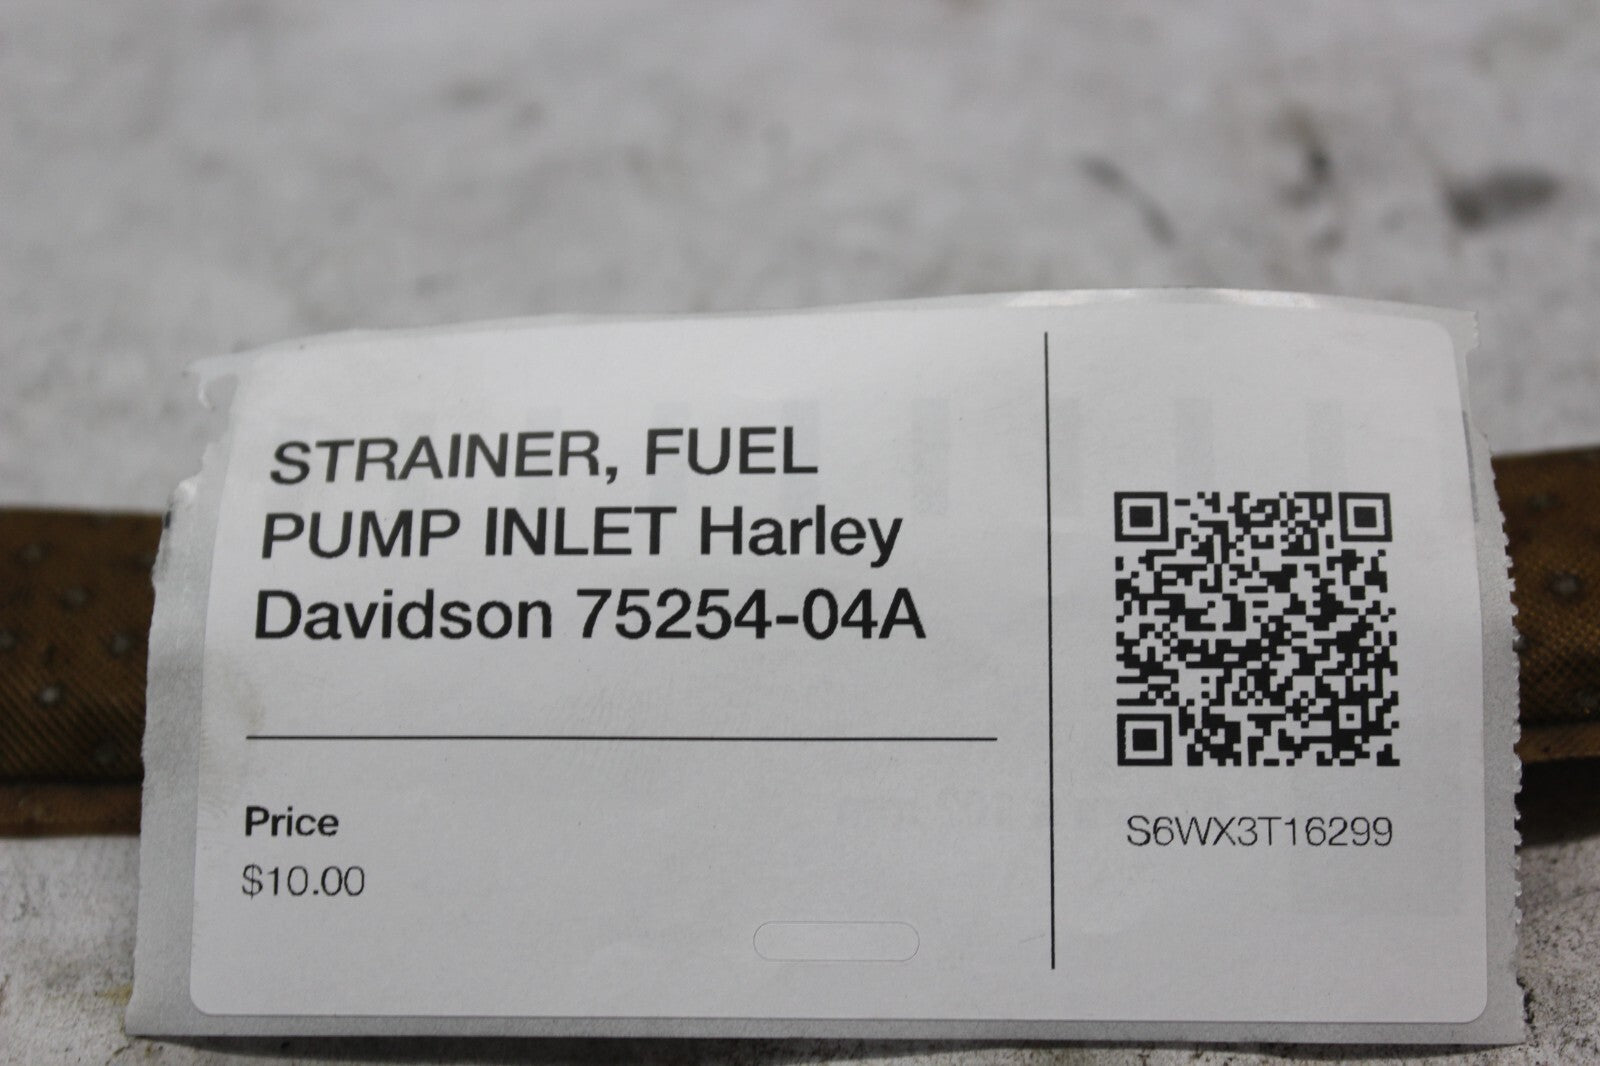 STRAINER, FUEL
PUMP INLET Harley
Davidson 75254-04A
Price
$10.00
S6WX3T16299